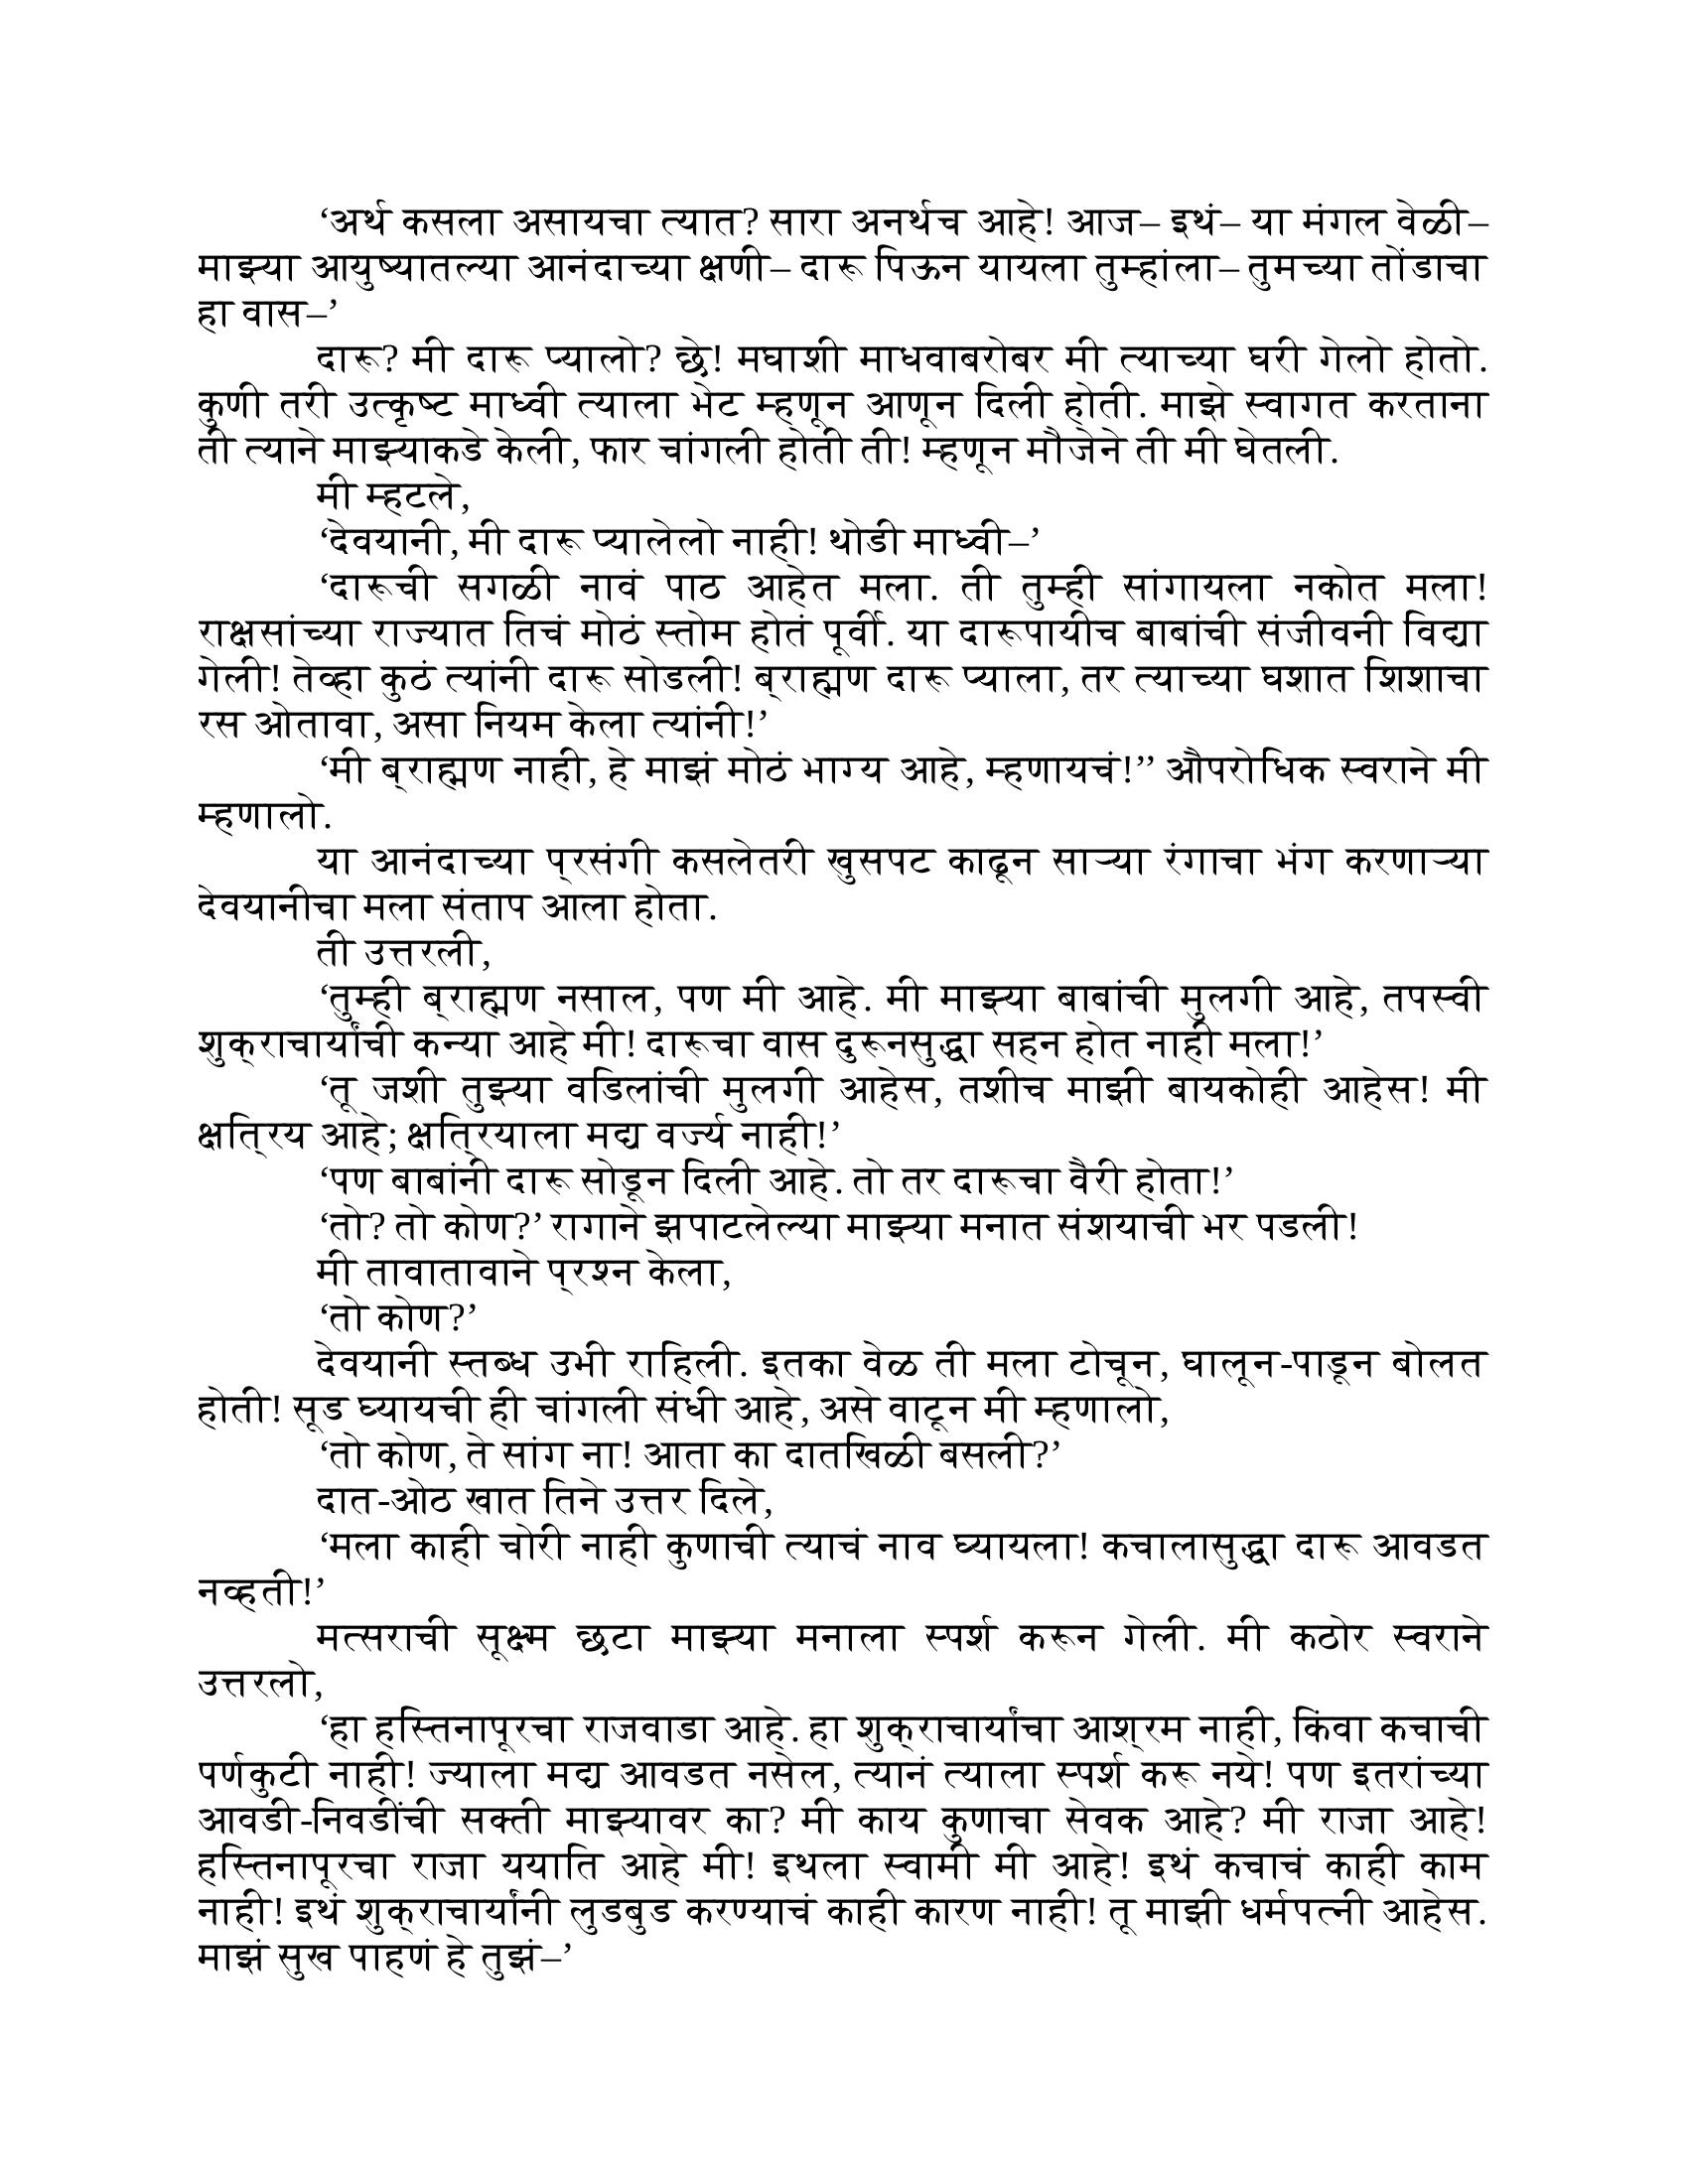 ‘अर्थ कसला असायचा त्यात? सारा अनर्थच आहे! आज– इथं– या मंगल वेळी–
माझ्या आयुष्यातल्या आनंदाच्या क्षणी– दारू पिऊन यायला तुम्हांला– तुमच्या तोंडाचा
हा वास–’
दारू? मी दारू प्यालो? छे! मघाशी माधवाबरोबर मी त्याच्या घरी गेलो होतो.
कुणी तरी उत्कृष्ट माध्वी त्याला भेट म्हणून आणून दिली होती. माझे स्वागत करताना
ती त्याने माझ्याकडे केली, फार चांगली होती ती! म्हणून मौजेने ती मी घेतली.
मी म्हटले,
‘देवयानी, मी दारू प्यालेलो नाही! थोडी माध्वी–’
‘दारूची सगळी नावं पाठ आहेत मला. ती तुम्ही सांगायला नकोत मला!
राक्षसांच्या राज्यात तिचं मोठं स्तोम होतं पूर्वी. या दारूपायीच बाबांची संजीवनी विद्या
गेली! तेव्हा कुठं त्यांनी दारू सोडली! ब्राह्मण दारू प्याला, तर त्याच्या घशात शिशाचा
रस ओतावा, असा नियम केला त्यांनी!’
‘मी ब्राह्मण नाही, हे माझं मोठं भाग्य आहे, म्हणायचं!’’ औपरोधिक स्वराने मी
म्हणालो.
या आनंदाच्या प्रसंगी कसलेतरी खुसपट काढून साऱ्या रंगाचा भंग करणाऱ्या
देवयानीचा मला संताप आला होता.
ती उत्तरली,
‘तुम्ही ब्राह्मण नसाल, पण मी आहे. मी माझ्या बाबांची मुलगी आहे, तपस्वी
शुक्राचार्यांची कन्या आहे मी! दारूचा वास दुरूनसुद्धा सहन होत नाही मला!’
‘तू जशी तुझ्या वडिलांची मुलगी आहेस, तशीच माझी बायकोही आहेस! मी
क्षत्रिय आहे; क्षत्रियाला मद्य वर्ज्य नाही!’
‘पण बाबांनी दारू सोडून दिली आहे. तो तर दारूचा वैरी होता!’
‘तो? तो कोण?’ रागाने झपाटलेल्या माझ्या मनात संशयाची भर पडली!
मी तावातावाने प्रश्न केला,
‘तो कोण?’
देवयानी स्तब्ध उभी राहिली. इतका वेळ ती मला टोचून, घालून-पाडून बोलत
होती! सूड घ्यायची ही चांगली संधी आहे, असे वाटून मी म्हणालो,
‘तो कोण, ते सांग ना! आता का दातखिळी बसली?’
दात-ओठ खात तिने उत्तर दिले,
‘मला काही चोरी नाही कुणाची त्याचं नाव घ्यायला! कचालासुद्धा दारू आवडत
नव्हती!’
मत्सराची सूक्ष्म छटा माझ्या मनाला स्पर्श करून गेली. मी कठोर स्वराने
उत्तरलो,
‘हा हस्तिनापूरचा राजवाडा आहे. हा शुक्राचार्यांचा आश्रम नाही, किंवा कचाची
पर्णकुटी नाही! ज्याला मद्य आवडत नसेल, त्यानं त्याला स्पर्श करू नये! पण इतरांच्या
आवडी-निवडींची सक्ती माझ्यावर का? मी काय कुणाचा सेवक आहे? मी राजा आहे!
हस्तिनापूरचा राजा ययाति आहे मी! इथला स्वामी मी आहे! इथं कचाचं काही काम
नाही! इथं शुक्राचार्यांनी लुडबुड करण्याचं काही कारण नाही! तू माझी धर्मपत्नी आहेस.
माझं सुख पाहणं हे तुझं–’